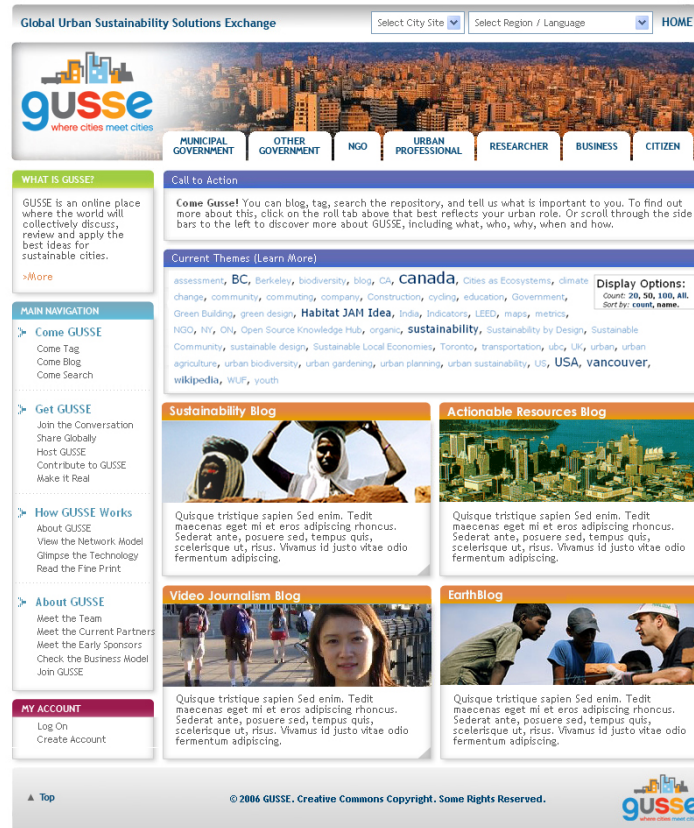 Global Urban Sustainability Solutions Exchange
Select City Site
Select Region / Language
HOME
gusse
where cities meet cities
MUNICIPAL GOVERNMENT
OTHER GOVERNMENT
NGO
URBAN PROFESSIONAL
RESEARCHER
BUSINESS
CITIZEN
WHAT IS GUSSE?
GUSSE is an online place
where the world will
collectively discuss,
review and apply the
best ideas for
sustainable cities.
>More
MAIN NAVIGATION
Come GUSSE
Come Tag
Come Blog
Come Search
Get GUSSE
Join the Conversation
Share Globally
Host GUSSE
Contribute to GUSSE
Make it Real
How GUSSE Works
About GUSSE
View the Network Model
Glimpse the Technology
Read the Fine Print
About GUSSE
Meet the Team
Meet the Current Partners
Meet the Early Sponsors
Check the Business Model
Join GUSSE
MY ACCOUNT
Log On
Create Account
Call to Action
Come Gusse! You can blog, tag, search the repository, and tell us what is important to you. To find out
more about this, click on the roll tab above that best reflects your urban role. Or scroll through the side
bars to the left to discover more about GUSSE, including what, who, why, when and how.
Current Themes (Learn More)
assessment, BC, Berkeley, biodiversity, blog, CA, canada, Cities as Ecosystems, climate
change, community, commuting, company, Construction, cycling, education, Government,
Green Building, green design, Habitat JAM Idea, India, Indicators, LEED, maps, metrics,
NGO, NY, ON, Open Source Knowledge Hub, organic, sustainability, Sustainability by Design, Sustainable
Community, sustainable design, Sustainable Local Economies, Toronto, transportation, ubc, UK, urban, urban
agriculture, urban biodiversity, urban gardening, urban planning, urban sustainability, US, USA, vancouver,
wikipedia, WUF, youth
Display Options:
Count: 20, 50, 100, All.
Sort by: count, name.
Sustainability Blog
Quisque tristique sapien Sed enim. Tedit
maecenas eget mi et eros adipiscing rhoncus.
Sederat ante, posuere sed, tempus quis,
scelerisque ut, risus. Vivamus id justo vitae odio
fermentum adipiscing.
Actionable Resources Blog
Quisque tristique sapien Sed enim. Tedit
maecenas eget mi et eros adipiscing rhoncus.
Sederat ante, posuere sed, tempus quis,
scelerisque ut, risus. Vivamus id justo vitae odio
fermentum adipiscing.
Video Journalism Blog
Quisque tristique sapien Sed enim. Tedit
maecenas eget mi et eros adipiscing rhoncus.
Sederat ante, posuere sed, tempus quis,
scelerisque ut, risus. Vivamus id justo vitae odio
fermentum adipiscing.
EarthBlog
Quisque tristique sapien Sed enim. Tedit
maecenas eget mi et eros adipiscing rhoncus.
Sederat ante, posuere sed, tempus quis,
scelerisque ut, risus. Vivamus id justo vitae odio
fermentum adipiscing.
Top
© 2006 GUSSE. Creative Commons Copyright. Some Rights Reserved.
gusse
where cities meet cities